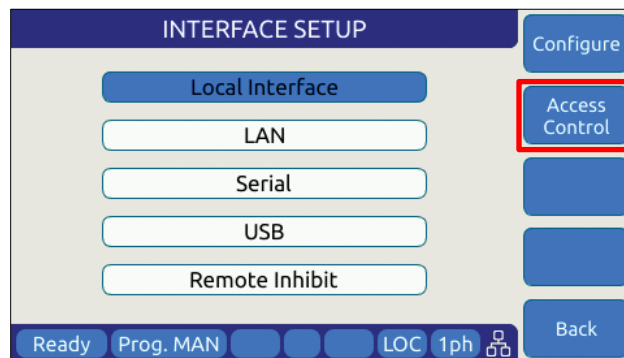 INTERFACE SETUP
Configure
Local Interface
Access
Control
LAN
Serial
USB
Remote Inhibit
Back
Ready Prog. MAN LOC 1ph